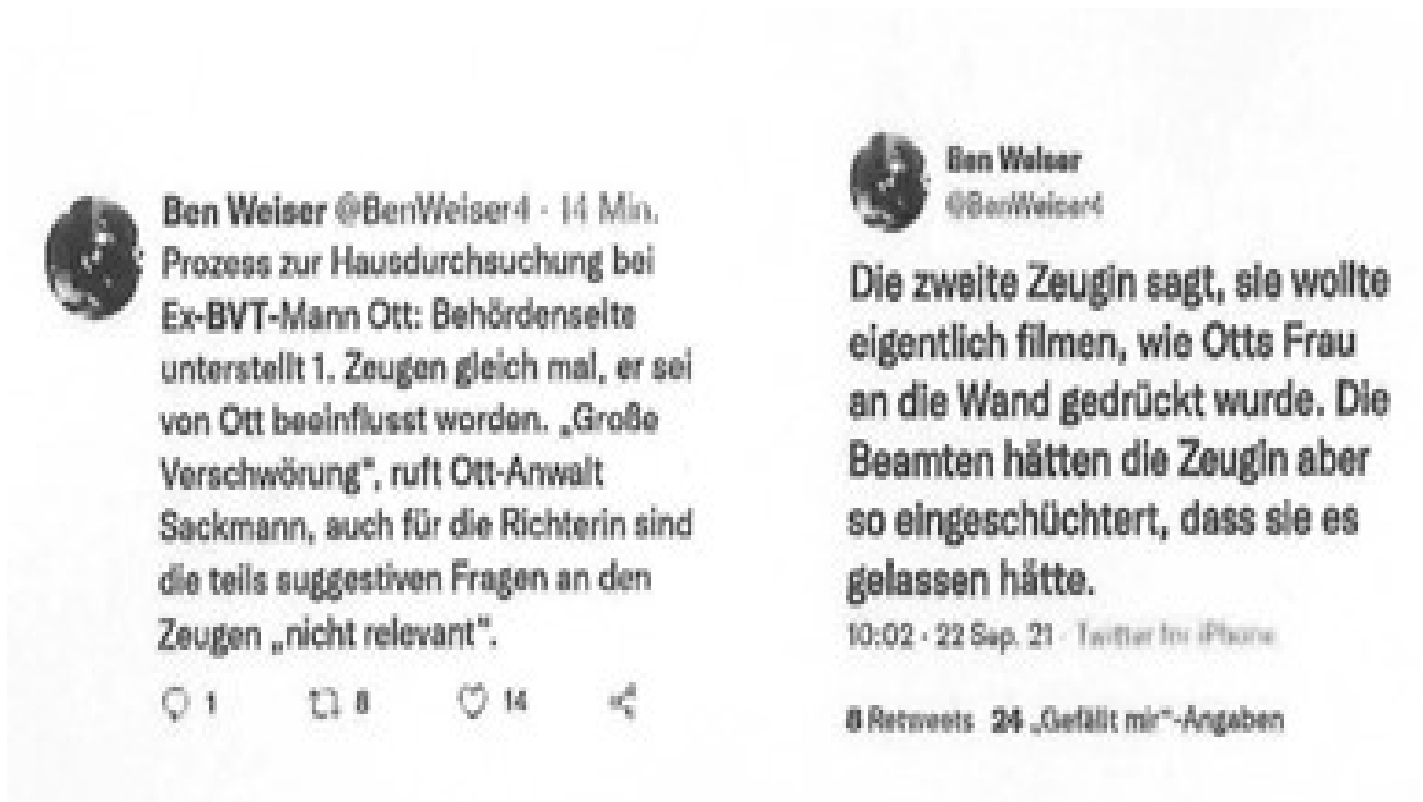 Ben Weiser @BenWeiser4 · 14 Min.
Prozess zur Hausdurchsuchung bei
Ex-BVT-Mann Ott: Behördenseite
unterstellt 1. Zeugen gleich mal, er sei
von Ott beeinflusst worden. „Große
Verschwörung", ruft Ott-Anwalt
Sackmann, auch für die Richterin sind
die teils suggestiven Fragen an den
Zeugen „nicht relevant".
1 8 14
Ben Weiser
@BenWeiser4
Die zweite Zeugin sagt, sie wollte
eigentlich filmen, wie Otts Frau
an die Wand gedrückt wurde. Die
Beamten hätten die Zeugin aber
so eingeschüchtert, dass sie es
gelassen hätte.
10:02 · 22 Sep. 21 · Twitter for iPhone
8 Retweets 24 „Gefällt mir"-Angaben